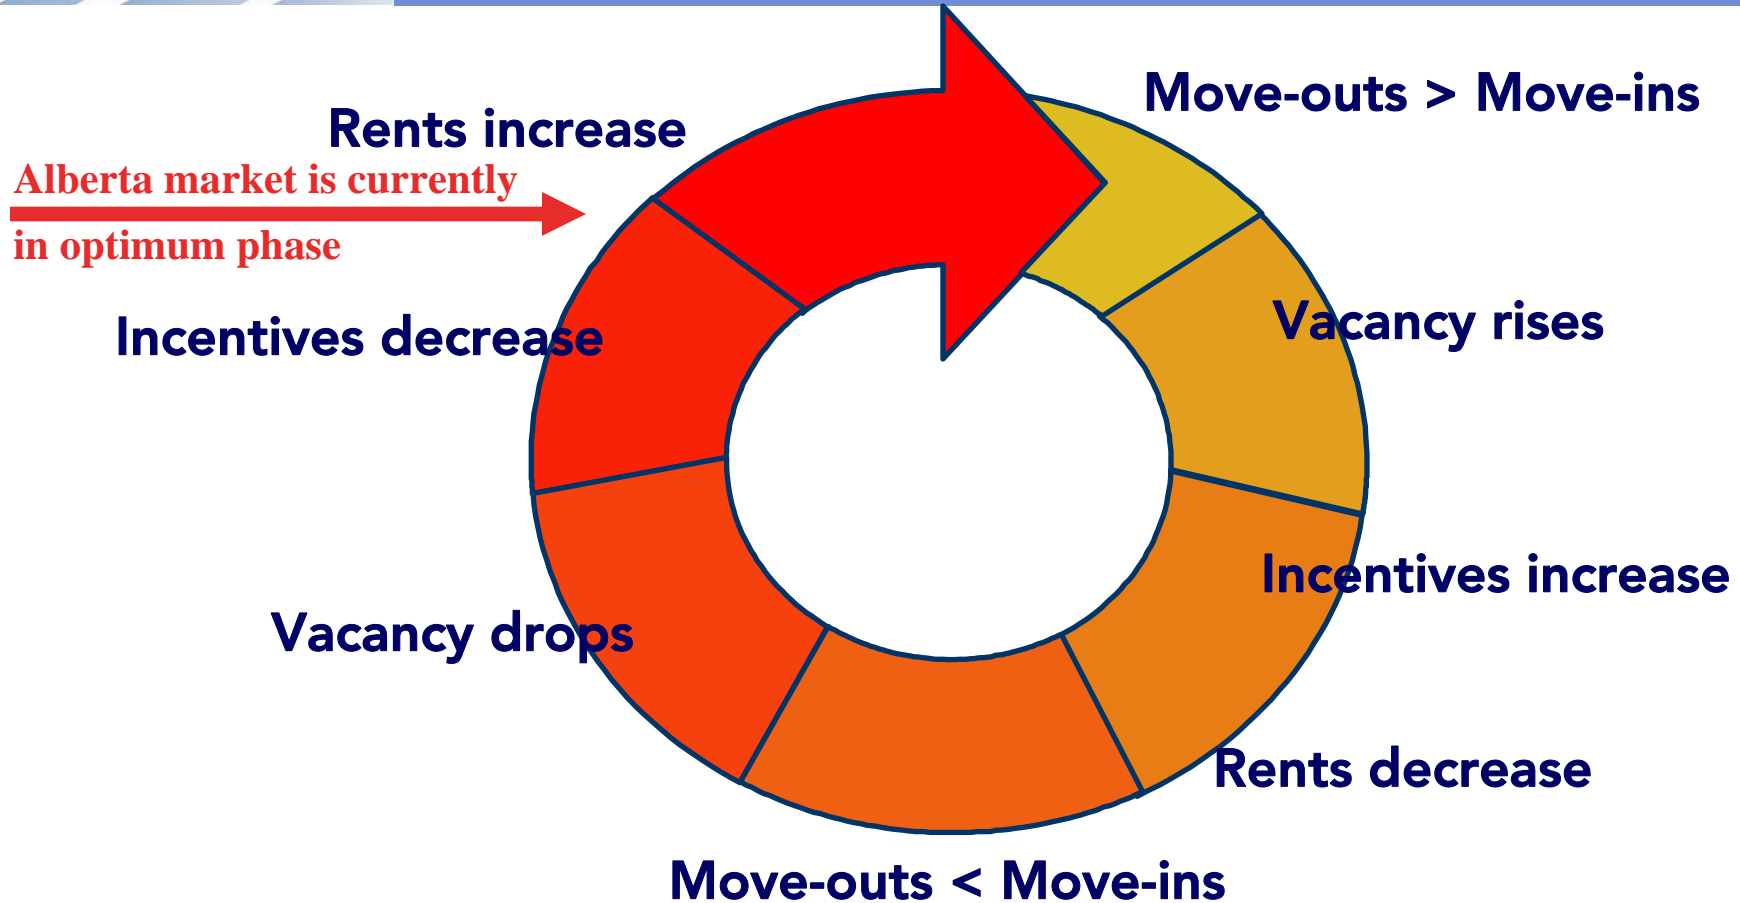 Move-outs > Move-ins
Rents increase
Alberta market is currently
in optimum phase
Vacancy rises
Incentives decrease
Incentives increase
Vacancy drops
Rents decrease
Move-outs < Move-ins